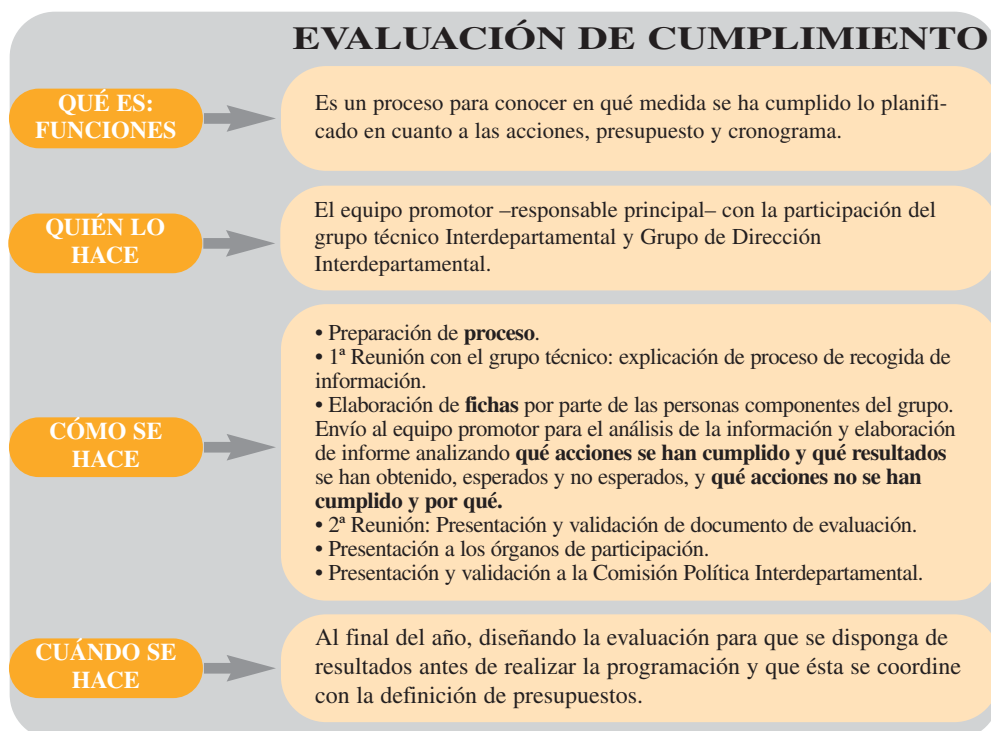 EVALUACIÓN DE CUMPLIMIENTO
QUÉ ES:
FUNCIONES
Es un proceso para conocer en qué medida se ha cumplido lo planifi-
cado en cuanto a las acciones, presupuesto y cronograma.
QUIÉN LO
HACE
El equipo promotor –responsable principal– con la participación del
grupo técnico Interdepartamental y Grupo de Dirección
Interdepartamental.
CÓMO SE
HACE
• Preparación de proceso.
• 1ª Reunión con el grupo técnico: explicación de proceso de recogida de
información.
• Elaboración de fichas por parte de las personas componentes del grupo.
Envío al equipo promotor para el análisis de la información y elaboración
de informe analizando qué acciones se han cumplido y qué resultados
se han obtenido, esperados y no esperados, y qué acciones no se han
cumplido y por qué.
• 2ª Reunión: Presentación y validación de documento de evaluación.
• Presentación a los órganos de participación.
• Presentación y validación a la Comisión Política Interdepartamental.
CUÁNDO SE
HACE
Al final del año, diseñando la evaluación para que se disponga de
resultados antes de realizar la programación y que ésta se coordine
con la definición de presupuestos.